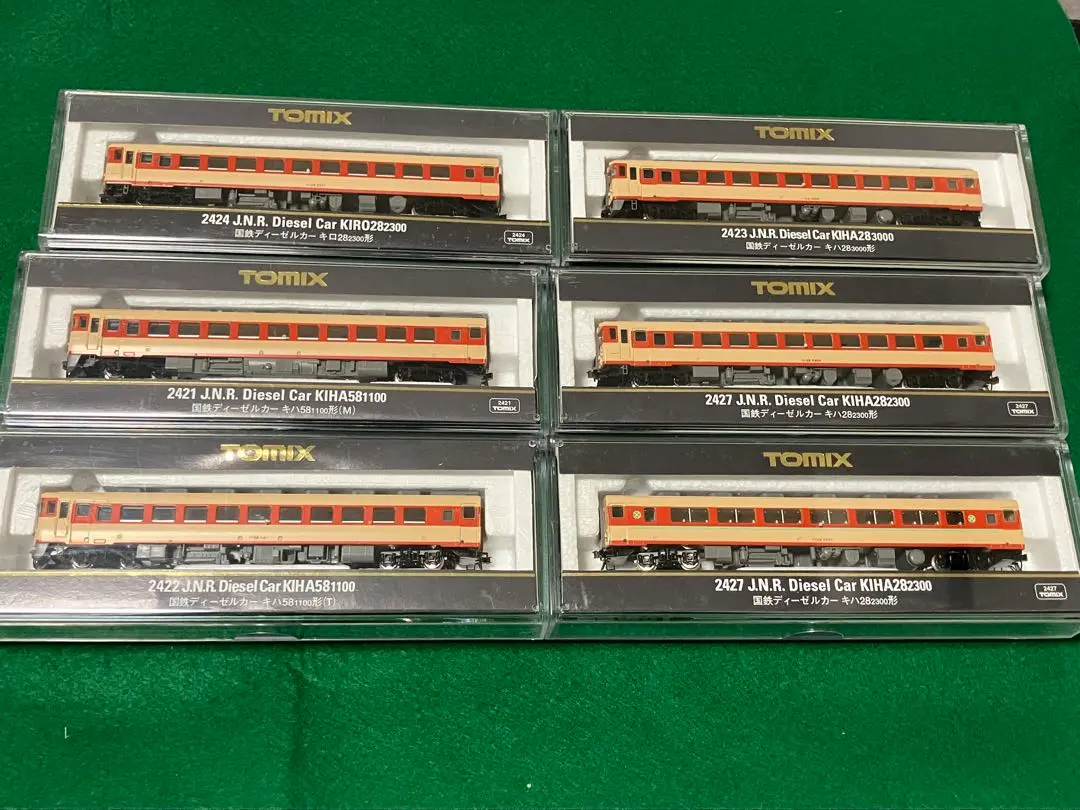 TOMIX
2424 J.N.R. Diesel Car KIRO282300
国鉄ディーゼルカー キロ282300形
2424
TOMIX
TOMIX
2423 J.N.R. Diesel Car KIHA283000
国鉄ディーゼルカー キハ283000形
TOMIX
2421 J.N.R. Diesel Car KIHA581100
国鉄ディーゼルカー キハ581100形(M)
2421
TOMIX
TOMIX
2427 J.N.R. Diesel Car KIHA282300
国鉄ディーゼルカー キハ282300形
2427
TOMIX
TOMIX
2422 J.N.R. Diesel Car KIHA581100
国鉄ディーゼルカー キハ581100形(T)
TOMIX
2427 J.N.R. Diesel Car KIHA282300
国鉄ディーゼルカー キハ282300形
2427
TOMIX